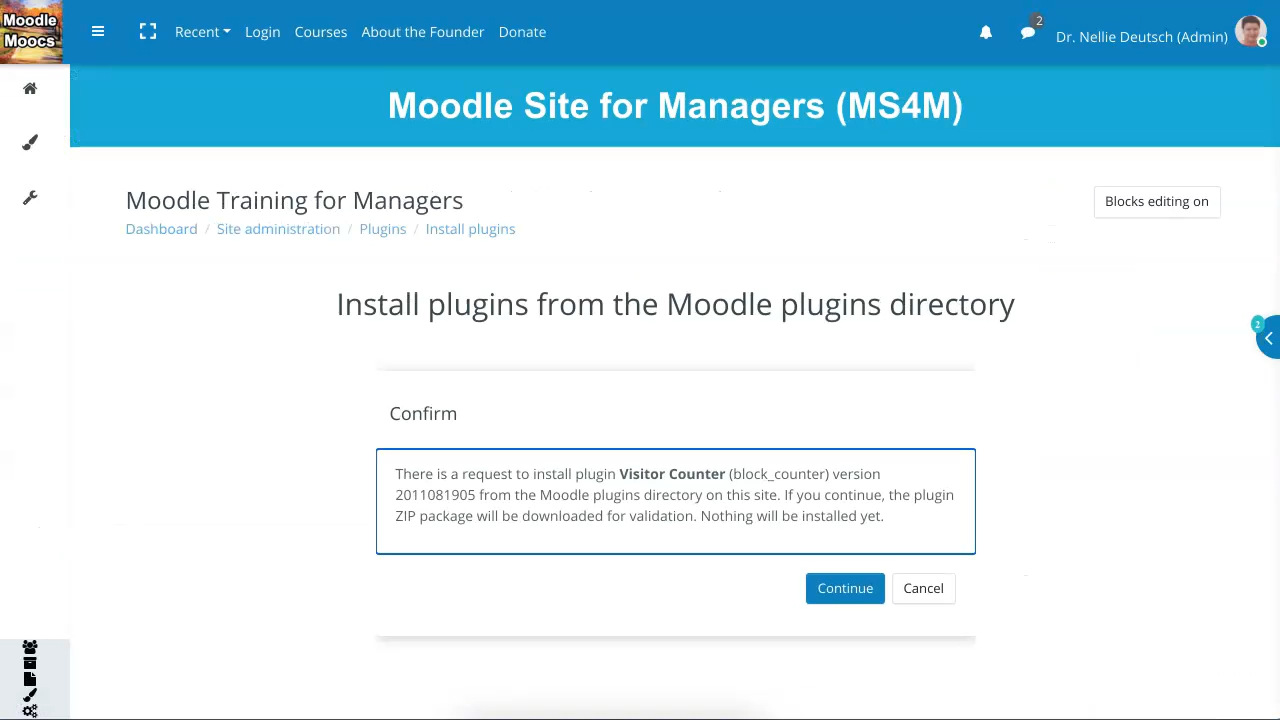 Moodle
Moocs
Recent Login Courses About the Founder Donate
2
Dr. Nellie Deutsch (Admin)
Moodle Site for Managers (MS4M)
Moodle Training for Managers
Blocks editing on
Dashboard / Site administration / Plugins / Install plugins
Install plugins from the Moodle plugins directory
2
Confirm
There is a request to install plugin Visitor Counter (block_counter) version
2011081905 from the Moodle plugins directory on this site. If you continue, the plugin
ZIP package will be downloaded for validation. Nothing will be installed yet.
Continue Cancel